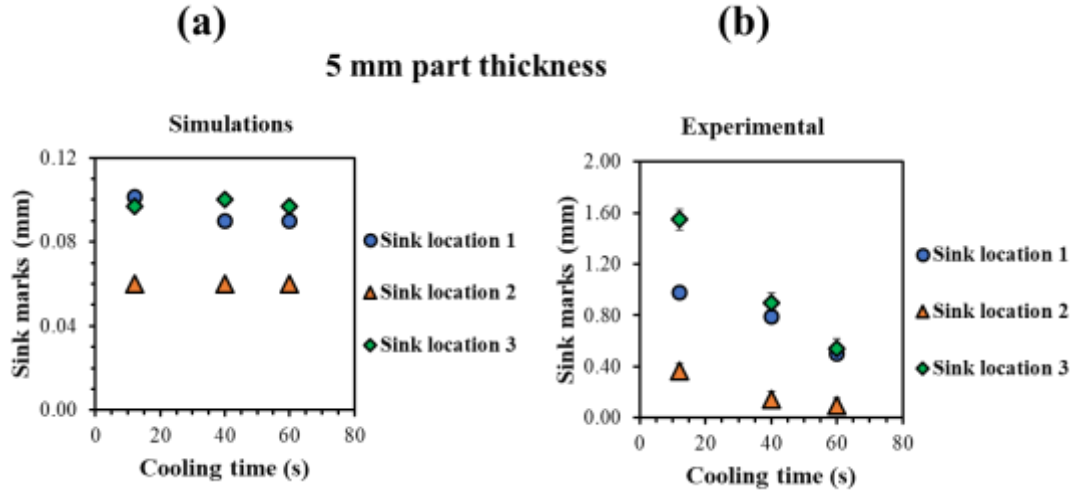 (a)
(b)
5 mm part thickness
Simulations
0.12
0.08
0.04
0.00
0 20 40 60 80
Sink marks (mm)
Cooling time (s)
Sink location 1
Sink location 2
Sink location 3
Experimental
2.00
1.60
1.20
0.80
0.40
0.00
0 20 40 60 80
Sink marks (mm)
Cooling time (s)
Sink location 1
Sink location 2
Sink location 3